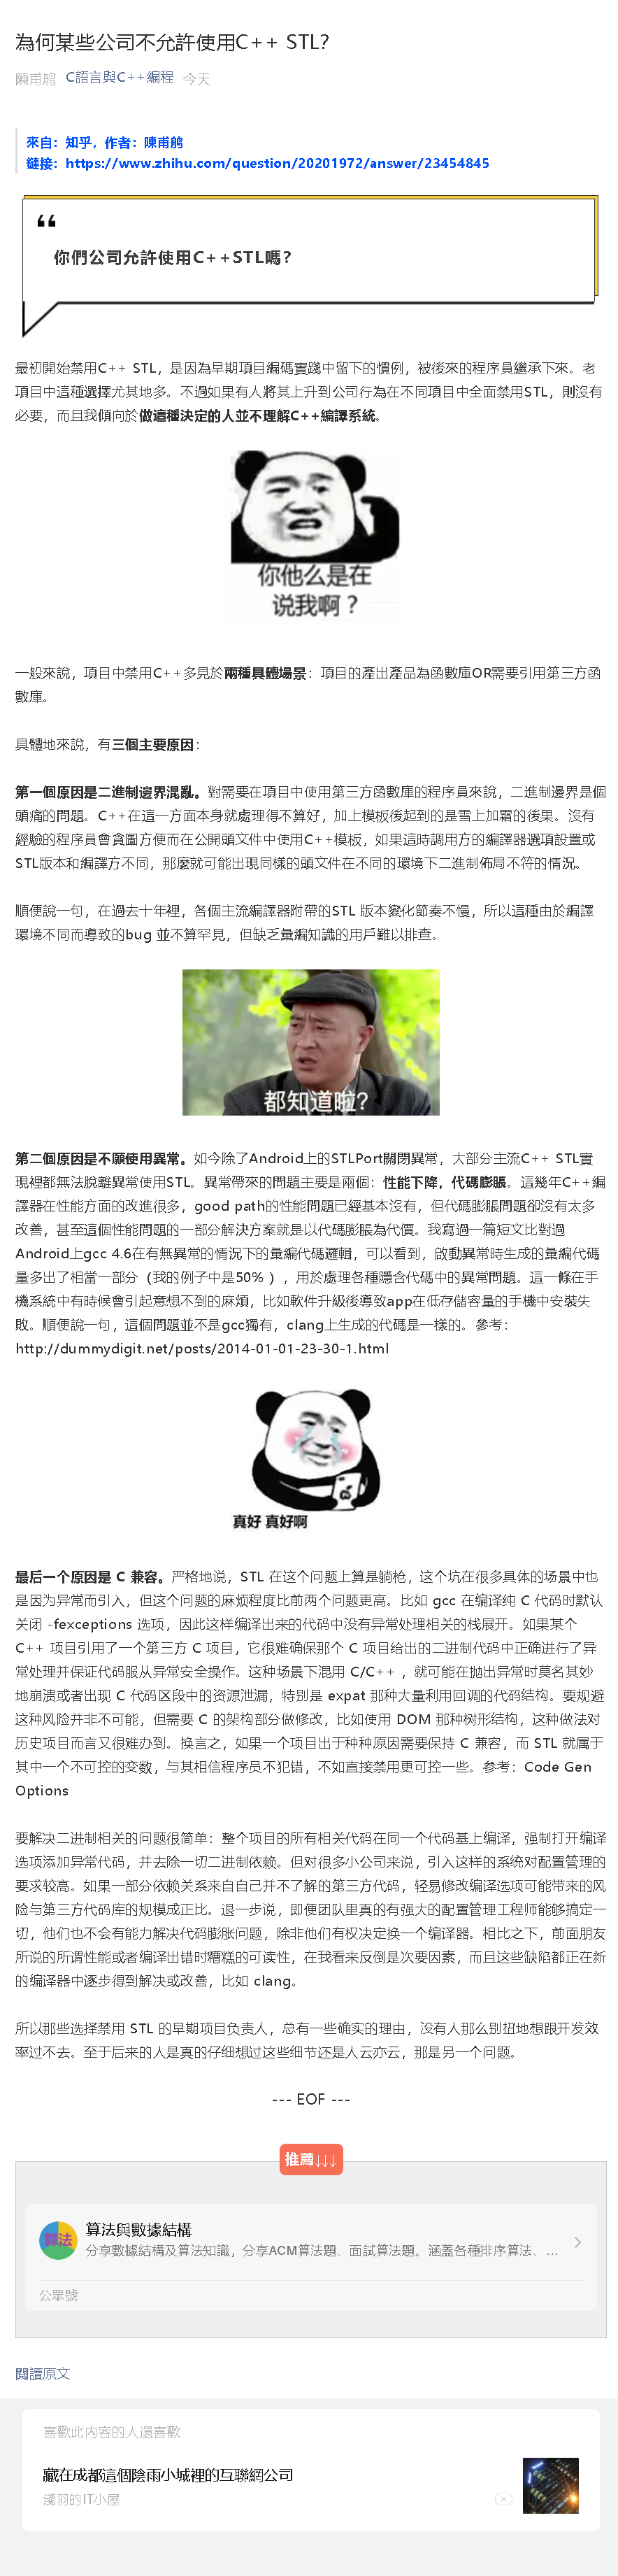 為何某些公司不允許使用C++ STL?
陳甫鸼 C語言與C++編程 今天
來自：知乎，作者：陳甫鸼
鏈接：https://www.zhihu.com/question/20201972/answer/23454845
你們公司允許使用C++STL嗎？
最初開始禁用C++ STL，是因為早期項目編碼實踐中留下的慣例，被後來的程序員繼承下來。老
項目中這種選擇尤其地多。不過如果有人將其上升到公司行為在不同項目中全面禁用STL，則沒有
必要，而且我傾向於做這種決定的人並不理解C++編譯系統。
你他么是在
说我啊？
一般來說，項目中禁用C++多見於兩種具體場景：項目的產出產品為函數庫OR需要引用第三方函
數庫。
具體地來說，有三個主要原因：
第一個原因是二進制邊界混亂。對需要在項目中使用第三方函數庫的程序員來說，二進制邊界是個
頭痛的問題。C++在這一方面本身就處理得不算好，加上模板後起到的是雪上加霜的後果。沒有
經驗的程序員會貪圖方便而在公開頭文件中使用C++模板，如果這時調用方的編譯器選項設置或
STL版本和編譯方不同，那麼就可能出現同樣的頭文件在不同的環境下二進制佈局不符的情況。
順便說一句，在過去十年裡，各個主流編譯器附帶的STL 版本變化節奏不慢，所以這種由於編譯
環境不同而導致的bug 並不算罕見，但缺乏彙編知識的用戶難以排查。
都知道啦？
第二個原因是不願使用異常。如今除了Android上的STLPort關閉異常，大部分主流C++ STL實
現裡都無法脫離異常使用STL。異常帶來的問題主要是兩個：性能下降，代碼膨脹。這幾年C++編
譯器在性能方面的改進很多，good path的性能問題已經基本沒有，但代碼膨脹問題卻沒有太多
改善，甚至這個性能問題的一部分解決方案就是以代碼膨脹為代價。我寫過一篇短文比對過
Android上gcc 4.6在有無異常的情況下的彙編代碼邏輯，可以看到，啟動異常時生成的彙編代碼
量多出了相當一部分（我的例子中是50% ），用於處理各種隱含代碼中的異常問題。這一條在手
機系統中有時候會引起意想不到的麻煩，比如軟件升級後導致app在低存儲容量的手機中安裝失
敗。順便說一句，這個問題並不是gcc獨有，clang上生成的代碼是一樣的。參考：
http://dummydigit.net/posts/2014-01-01-23-30-1.html
真好 真好啊
最后一个原因是 C 兼容。严格地说，STL 在这个问题上算是躺枪，这个坑在很多具体的场景中也
是因为异常而引入，但这个问题的麻烦程度比前两个问题更高。比如 gcc 在编译纯 C 代码时默认
关闭 -fexceptions 选项，因此这样编译出来的代码中没有异常处理相关的栈展开。如果某个
C++ 项目引用了一个第三方 C 项目，它很难确保那个 C 项目给出的二进制代码中正确进行了异
常处理并保证代码服从异常安全操作。这种场景下混用 C/C++ ，就可能在抛出异常时莫名其妙
地崩溃或者出现 C 代码区段中的资源泄漏，特别是 expat 那种大量利用回调的代码结构。要规避
这种风险并非不可能，但需要 C 的架构部分做修改，比如使用 DOM 那种树形结构，这种做法对
历史项目而言又很难办到。换言之，如果一个项目出于种种原因需要保持 C 兼容，而 STL 就属于
其中一个不可控的变数，与其相信程序员不犯错，不如直接禁用更可控一些。参考：Code Gen
Options
要解决二进制相关的问题很简单：整个项目的所有相关代码在同一个代码基上编译，强制打开编译
选项添加异常代码，并去除一切二进制依赖。但对很多小公司来说，引入这样的系统对配置管理的
要求较高。如果一部分依赖关系来自自己并不了解的第三方代码，轻易修改编译选项可能带来的风
险与第三方代码库的规模成正比。退一步说，即便团队里真的有强大的配置管理工程师能够搞定一
切，他们也不会有能力解决代码膨胀问题，除非他们有权决定换一个编译器。相比之下，前面朋友
所说的所谓性能或者编译出错时糟糕的可读性，在我看来反倒是次要因素，而且这些缺陷都正在新
的编译器中逐步得到解决或改善，比如 clang。
所以那些选择禁用 STL 的早期项目负责人，总有一些确实的理由，没有人那么别扭地想跟开发效
率过不去。至于后来的人是真的仔细想过这些细节还是人云亦云，那是另一个问题。
--- EOF ---
推薦↓↓↓
算法
算法與數據結構
分享數據結構及算法知識，分享ACM算法題、面試算法題。涵蓋各種排序算法、...
公眾號
閱讀原文
喜歡此內容的人還喜歡
藏在成都這個陰雨小城裡的互聯網公司
淺羽的IT小屋